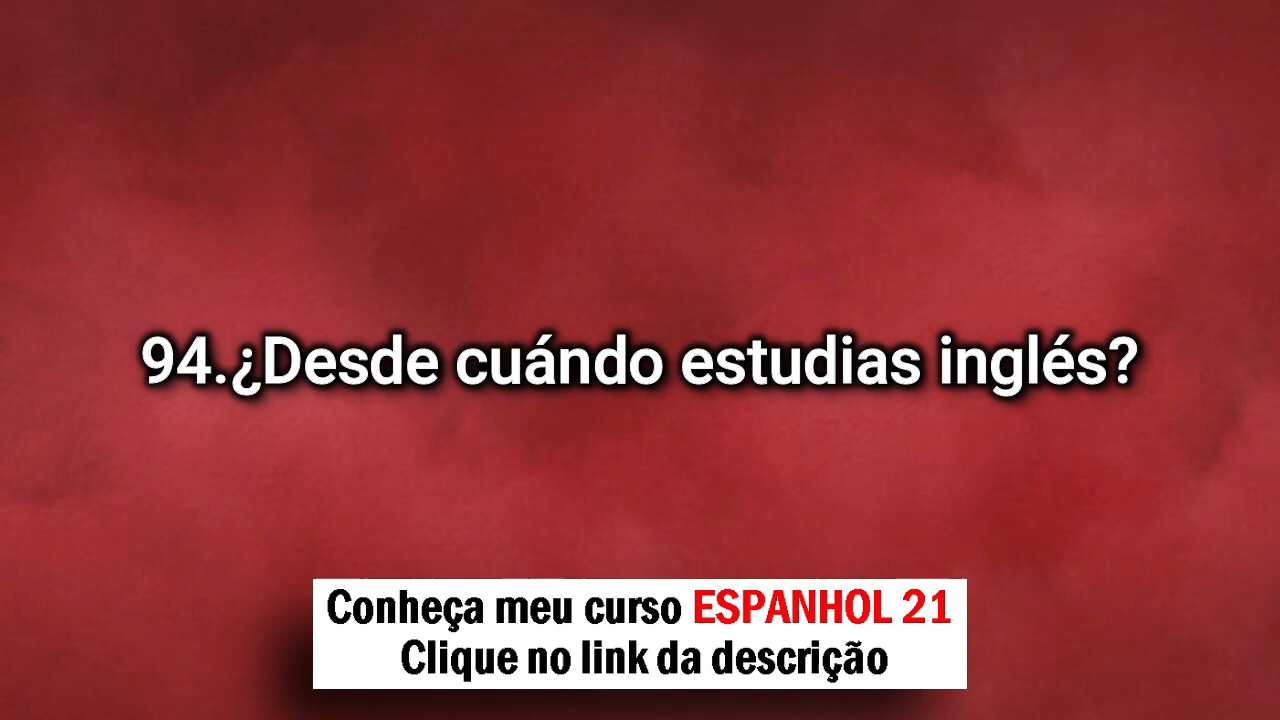 94.¿Desde cuándo estudias inglés?
Conheça meu curso ESPANHOL 21
Clique no link da descrição